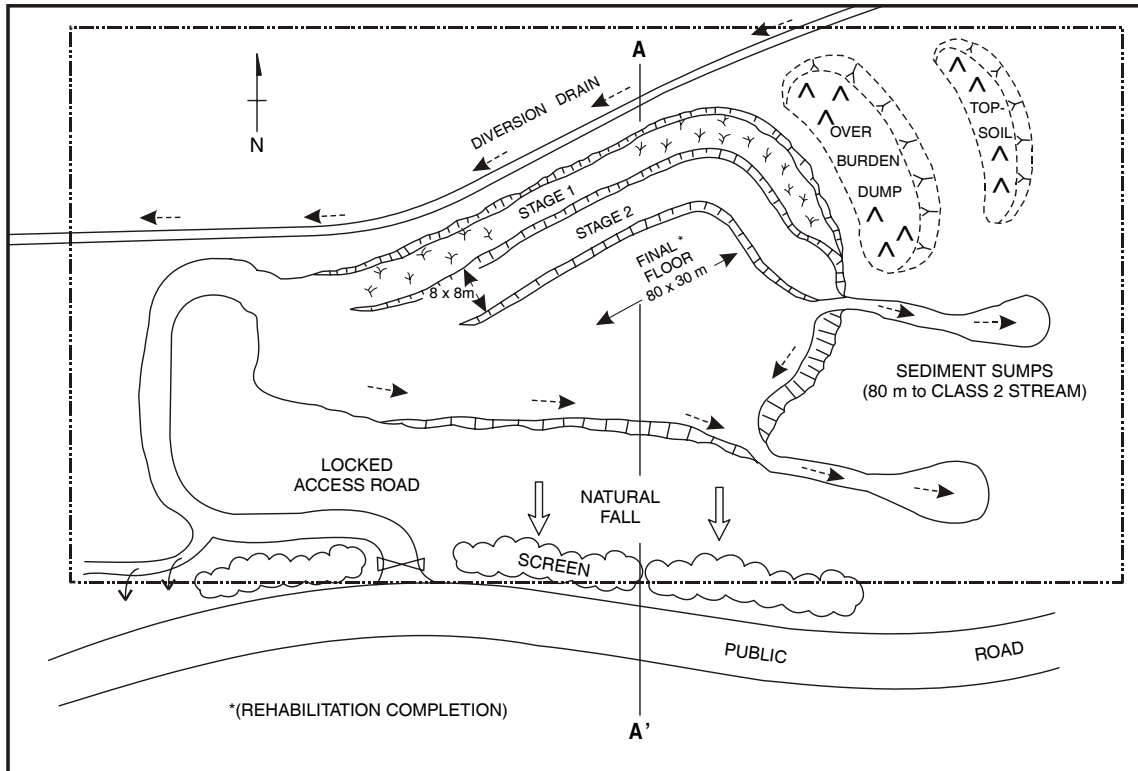 A
N
DIVERSION DRAIN
OVER
BURDEN
DUMP
TOP-
SOIL
STAGE 1
STAGE 2
8 x 8m
FINAL *
FLOOR
80 x 30 m
SEDIMENT SUMPS
(80 m to CLASS 2 STREAM)
LOCKED
ACCESS ROAD
NATURAL
FALL
SCREEN
PUBLIC ROAD
*(REHABILITATION COMPLETION)
A'